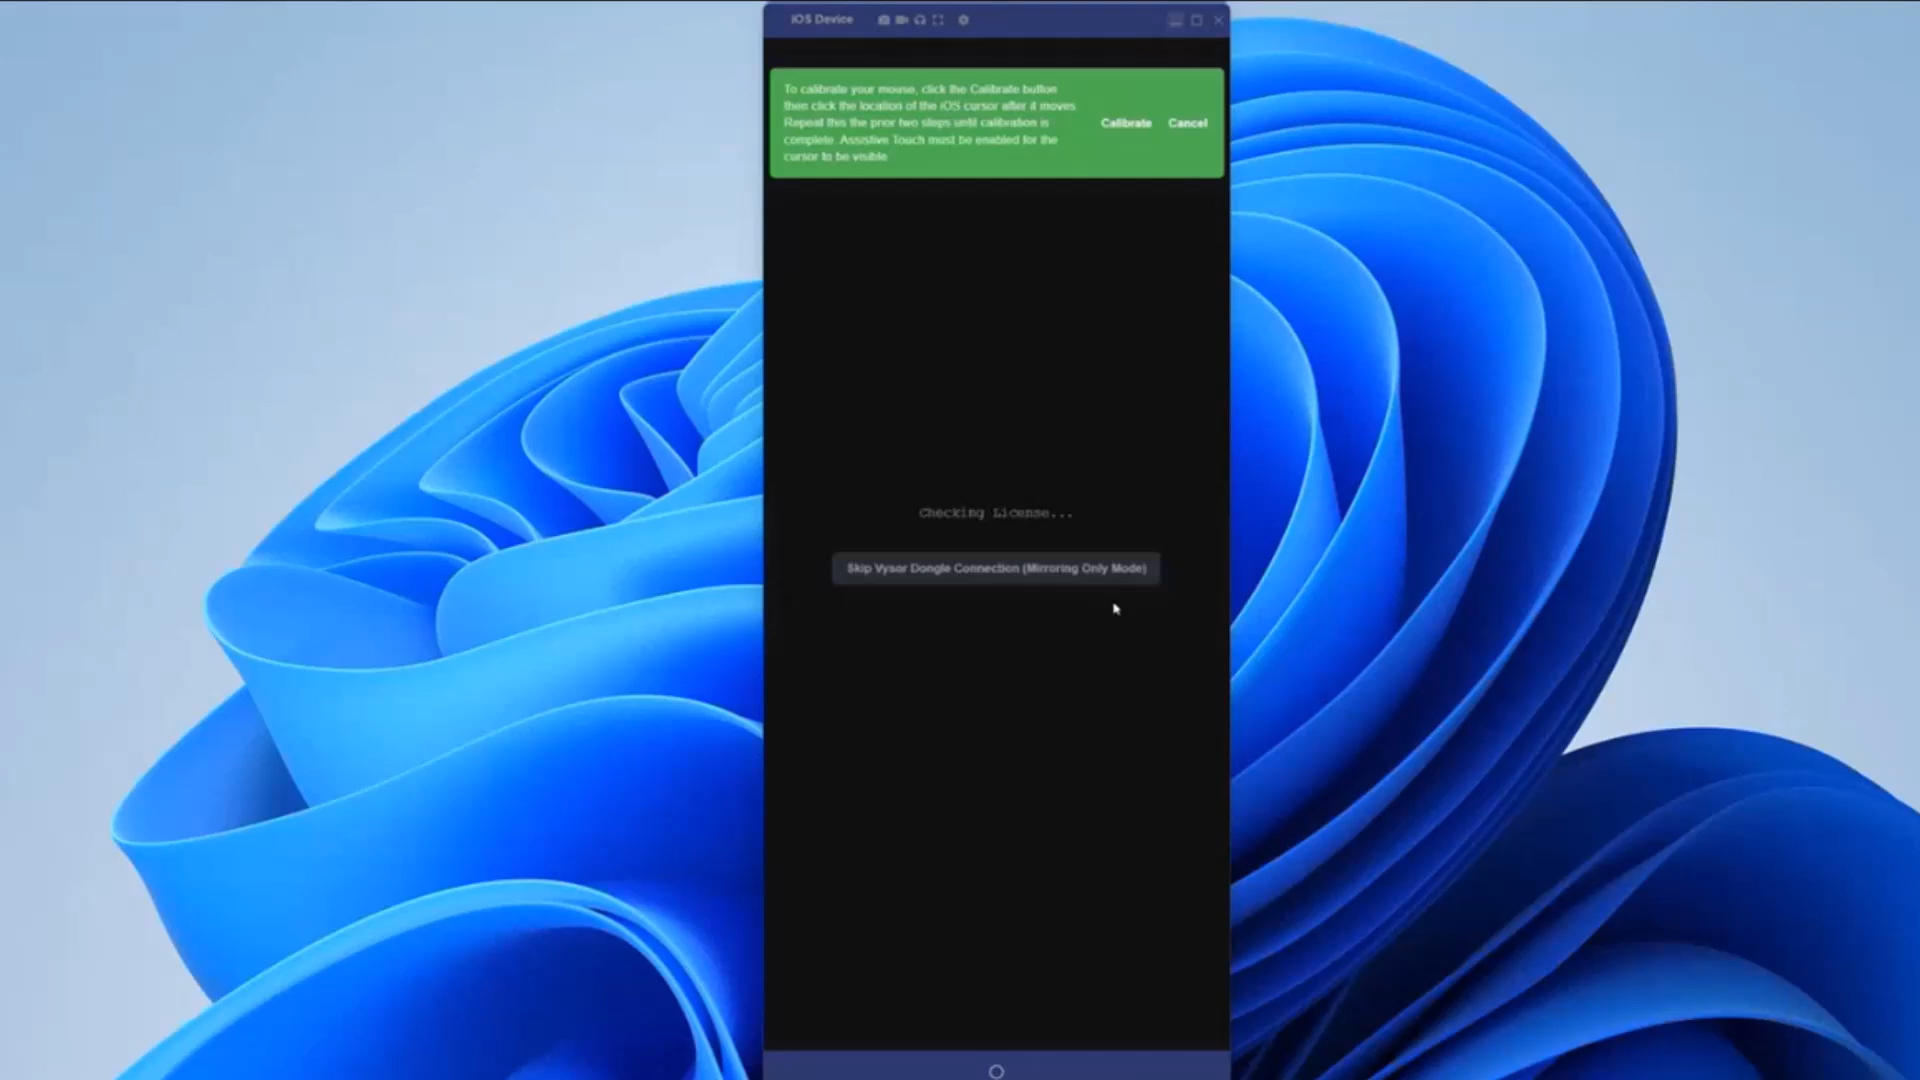 iOS Device
To calibrate your mouse, click the Calibrate button
then click the location of the iOS cursor after it moves
Repeat this the prior two steps until calibration is
complete. Assistive Touch must be enabled for the
cursor to be visible
Calibrate Cancel
Checking License...
Skip Vysor Dongle Connection (Mirroring Only Mode)